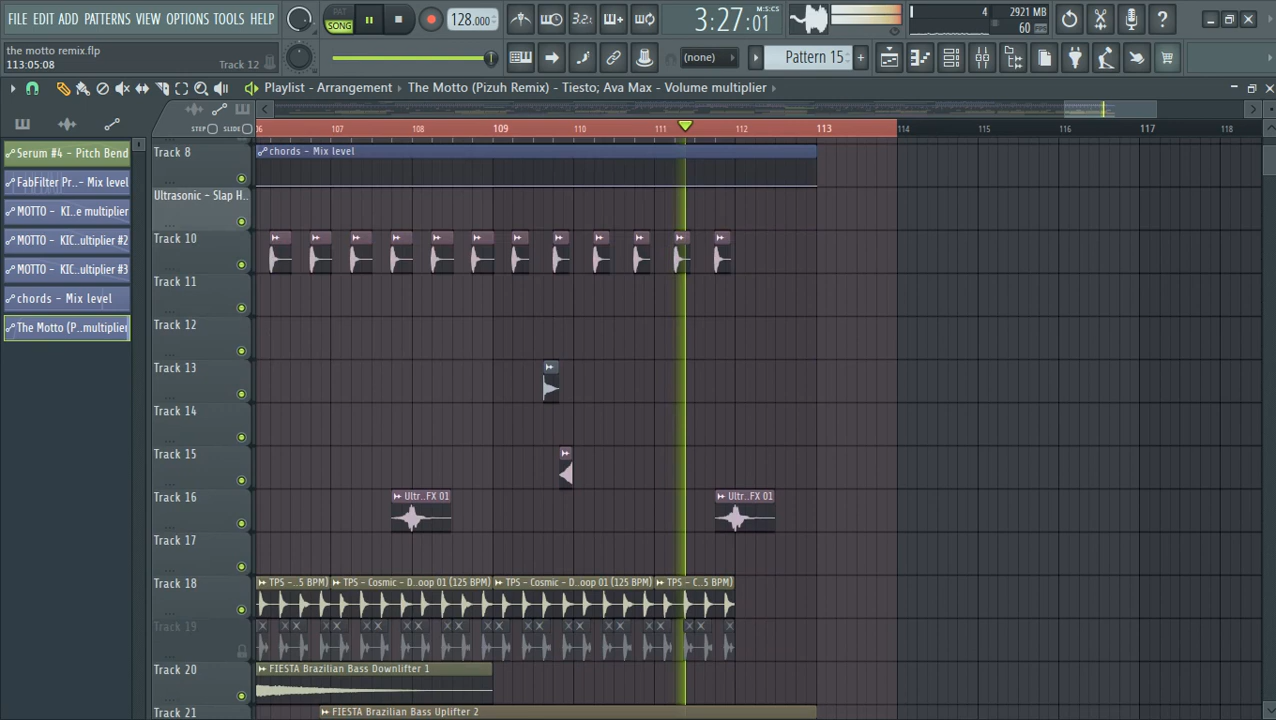 FILE EDIT ADD PATTERNS VIEW OPTIONS TOOLS HELP
PAT
SONG
128.000
3.2.
3:27:01
M:S:CS
4
2921 MB
60
the motto remix.flp
113:05:08
Track 12
(none)
Pattern 15
Playlist - Arrangement
The Motto (Pizuh Remix) - Tiesto; Ava Max - Volume multiplier
STEP
SLIDE
06
107
108
109
110
111
112
113
114
115
116
117
118
Serum #4 - Pitch Bend
FabFilter Pr..- Mix level
MOTTO - KI..e multiplier
MOTTO - KIC..ultiplier #2
MOTTO - KIC..ultiplier #3
chords - Mix level
The Motto (P..multiplier
Track 8
chords - Mix level
Ultrasonic - Slap H..
Track 10
Track 11
Track 12
Track 13
Track 14
Track 15
Track 16
Ultr..FX 01
Ultr..FX 01
Track 17
Track 18
TPS -...5 BPM)
TPS - Cosmic - D..oop 01 (125 BPM)
TPS - Cosmic - D..oop 01 (125 BPM)
TPS - C..5 BPM)
Track 19
Track 20
FIESTA Brazilian Bass Downlifter 1
Track 21
FIESTA Brazilian Bass Uplifter 2